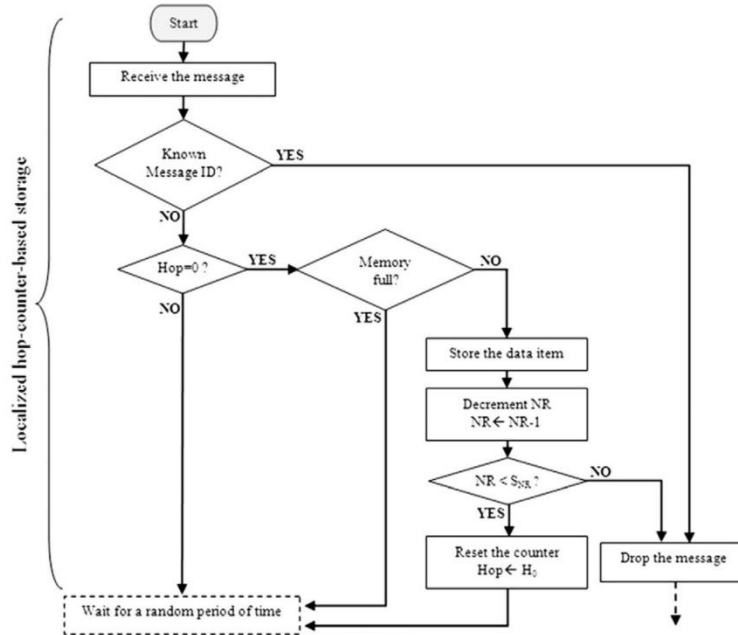 Localized hop-counter-based storage
Start
Receive the message
Known
Message ID?
YES
NO
Hop=0 ?
YES
Memory
full?
NO
NO
YES
Store the data item
Decrement NR
NR← NR-1
NR < S_NR ?
NO
YES
Reset the counter
Hop← H₀
Drop the message
Wait for a random period of time